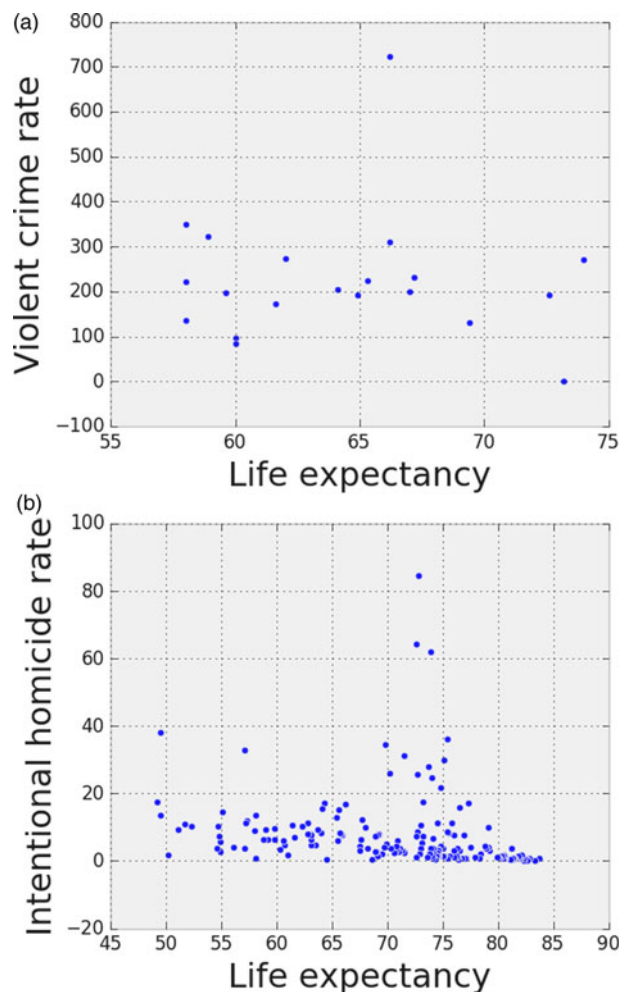 (a)
Violent crime rate
800
700
600
500
400
300
200
100
0
−100
55 60 65 70 75
Life expectancy
(b)
Intentional homicide rate
100
80
60
40
20
0
−20
45 50 55 60 65 70 75 80 85 90
Life expectancy